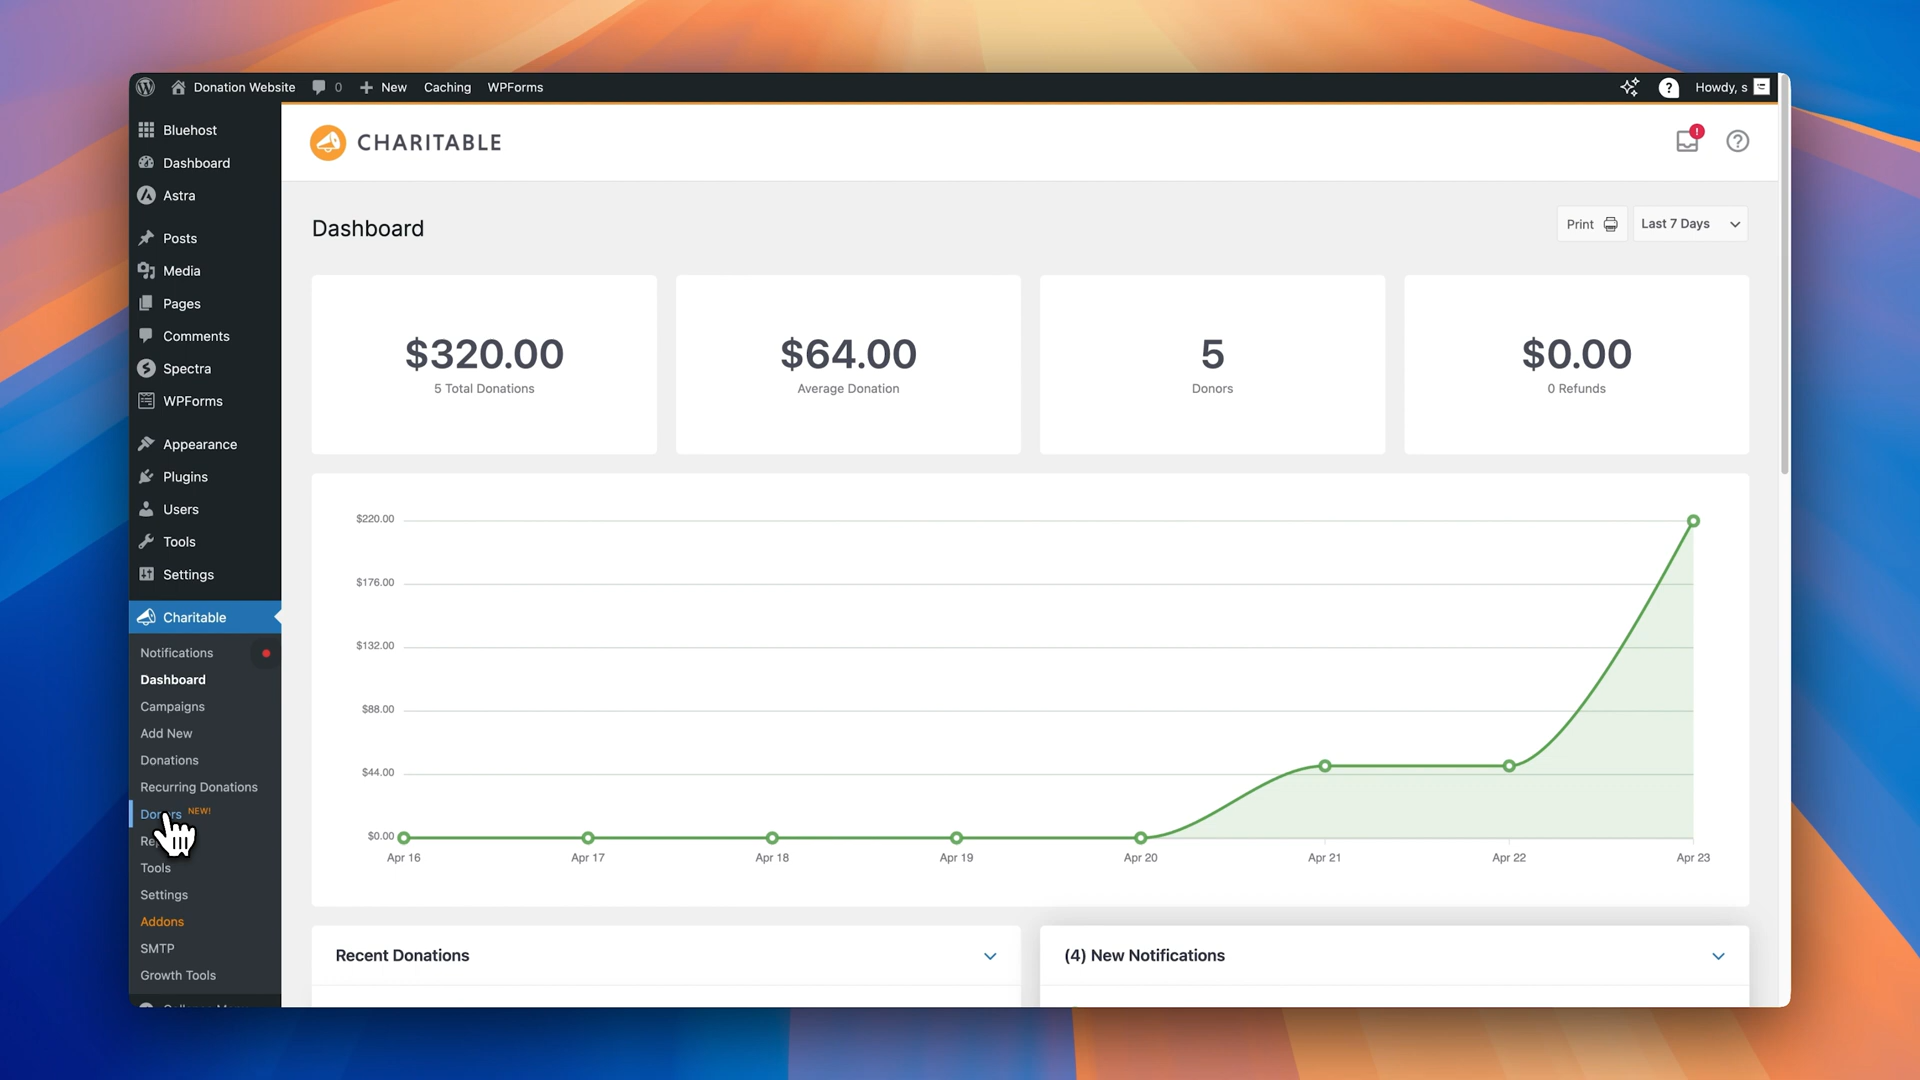 Donation Website
0
New
Caching
WPForms
?
Howdy, s
Bluehost
Dashboard
Astra
Posts
Media
Pages
Comments
Spectra
WPForms
Appearance
Plugins
Users
Tools
Settings
Charitable
Notifications
Dashboard
Campaigns
Add New
Donations
Recurring Donations
Donors NEW!
Tools
Settings
Addons
SMTP
Growth Tools
CHARITABLE
!
?
Dashboard
Print
Last 7 Days
$320.00
5 Total Donations
$64.00
Average Donation
5
Donors
$0.00
0 Refunds
$220.00
$176.00
$132.00
$88.00
$44.00
$0.00
Apr 16
Apr 17
Apr 18
Apr 19
Apr 20
Apr 21
Apr 22
Apr 23
Recent Donations
(4) New Notifications